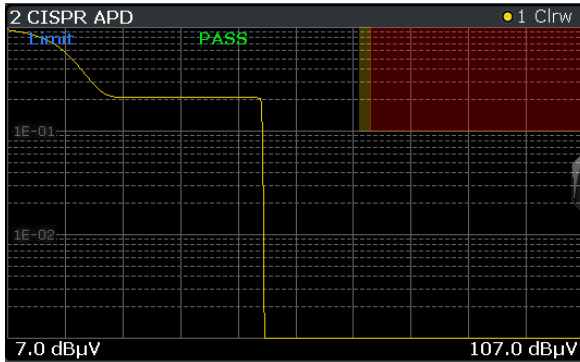 2 CISPR APD
1 Clrw
Limit
PASS
1E-01
1E-02
7.0 dBµV
107.0 dBµV